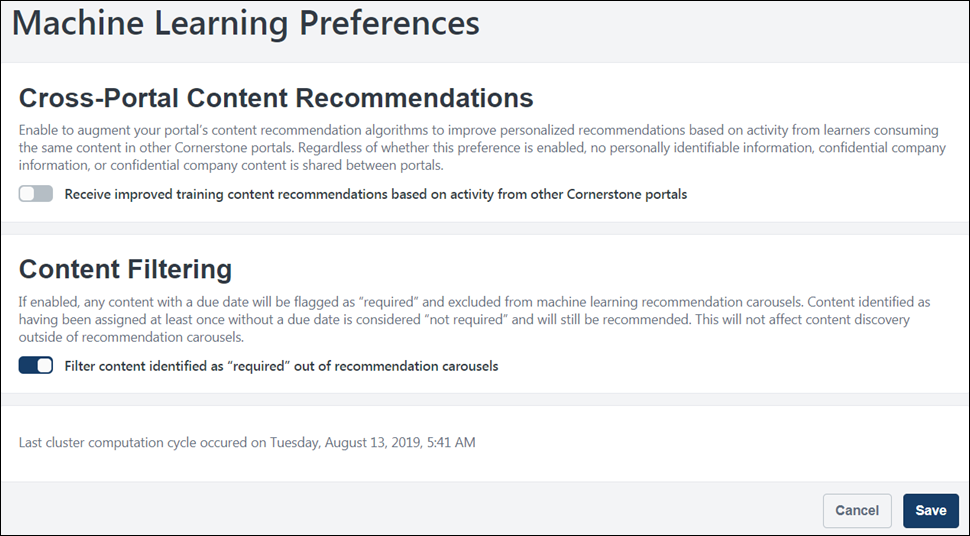 Machine Learning Preferences
Cross-Portal Content Recommendations
Enable to augment your portal's content recommendation algorithms to improve personalized recommendations based on activity from learners consuming
the same content in other Cornerstone portals. Regardless of whether this preference is enabled, no personally identifiable information, confidential company
information, or confidential company content is shared between portals.
Receive improved training content recommendations based on activity from other Cornerstone portals
Content Filtering
If enabled, any content with a due date will be flagged as “required” and excluded from machine learning recommendation carousels. Content identified as
having been assigned at least once without a due date is considered “not required” and will still be recommended. This will not affect content discovery
outside of recommendation carousels.
Filter content identified as “required” out of recommendation carousels
Last cluster computation cycle occured on Tuesday, August 13, 2019, 5:41 AM
Cancel
Save